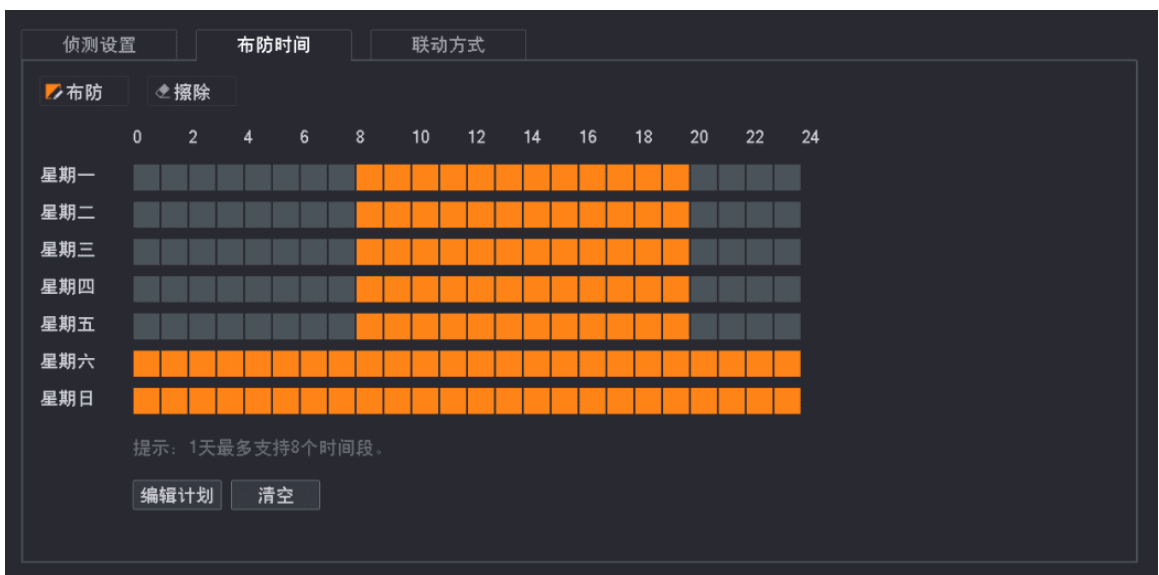 侦测设置 布防时间 联动方式
布防 擦除
0 2 4 6 8 10 12 14 16 18 20 22 24
星期一
星期二
星期三
星期四
星期五
星期六
星期日
提示：1天最多支持8个时间段。
编辑计划 清空